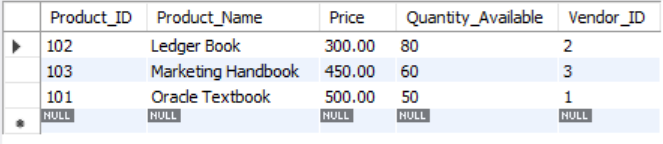 Product_ID Product_Name Price Quantity_Available Vendor_ID
102 Ledger Book 300.00 80 2
103 Marketing Handbook 450.00 60 3
101 Oracle Textbook 500.00 50 1
NULL NULL NULL NULL NULL